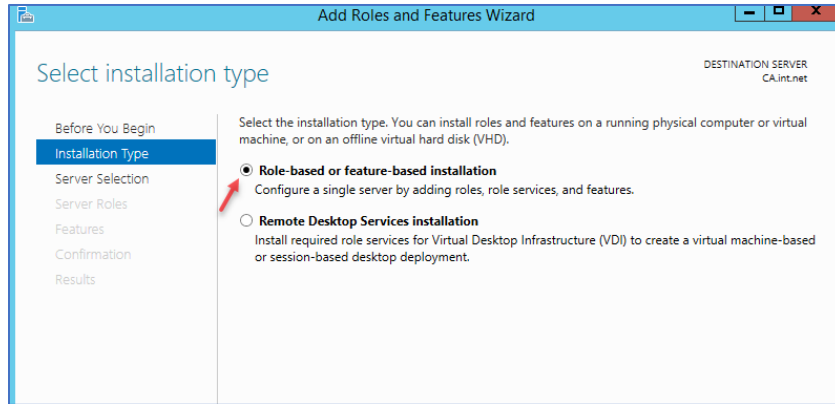 Add Roles and Features Wizard
Select installation type
DESTINATION SERVER
CA.int.net
Before You Begin
Installation Type
Server Selection
Server Roles
Features
Confirmation
Results
Select the installation type. You can install roles and features on a running physical computer or virtual
machine, or on an offline virtual hard disk (VHD).
Role-based or feature-based installation
Configure a single server by adding roles, role services, and features.
Remote Desktop Services installation
Install required role services for Virtual Desktop Infrastructure (VDI) to create a virtual machine-based
or session-based desktop deployment.